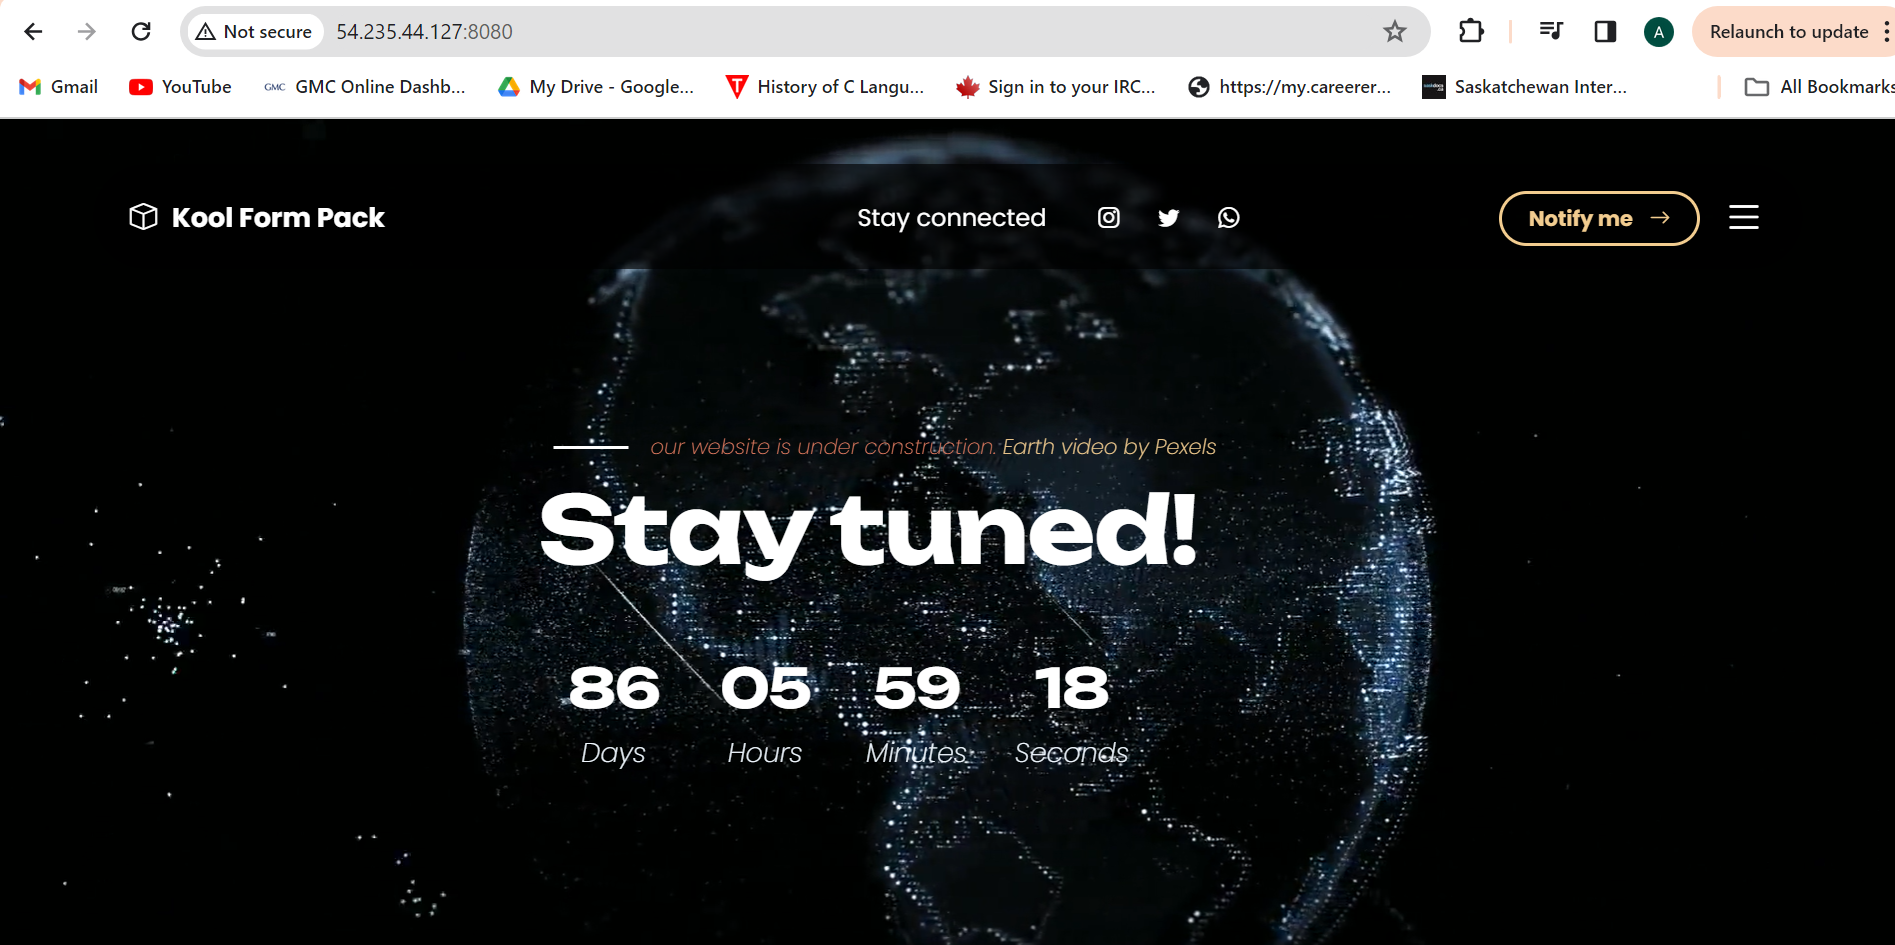 Not secure 54.235.44.127:8080 A Relaunch to update
Gmail YouTube GMC GMC Online Dashb... My Drive - Google... History of C Langu... Sign in to your IRC... https://my.careerer... Saskatchewan Inter... All Bookmarks
Kool Form Pack Stay connected Notify me →
our website is under construction. Earth video by Pexels
Stay tuned!
86 05 59 18
Days Hours Minutes Seconds